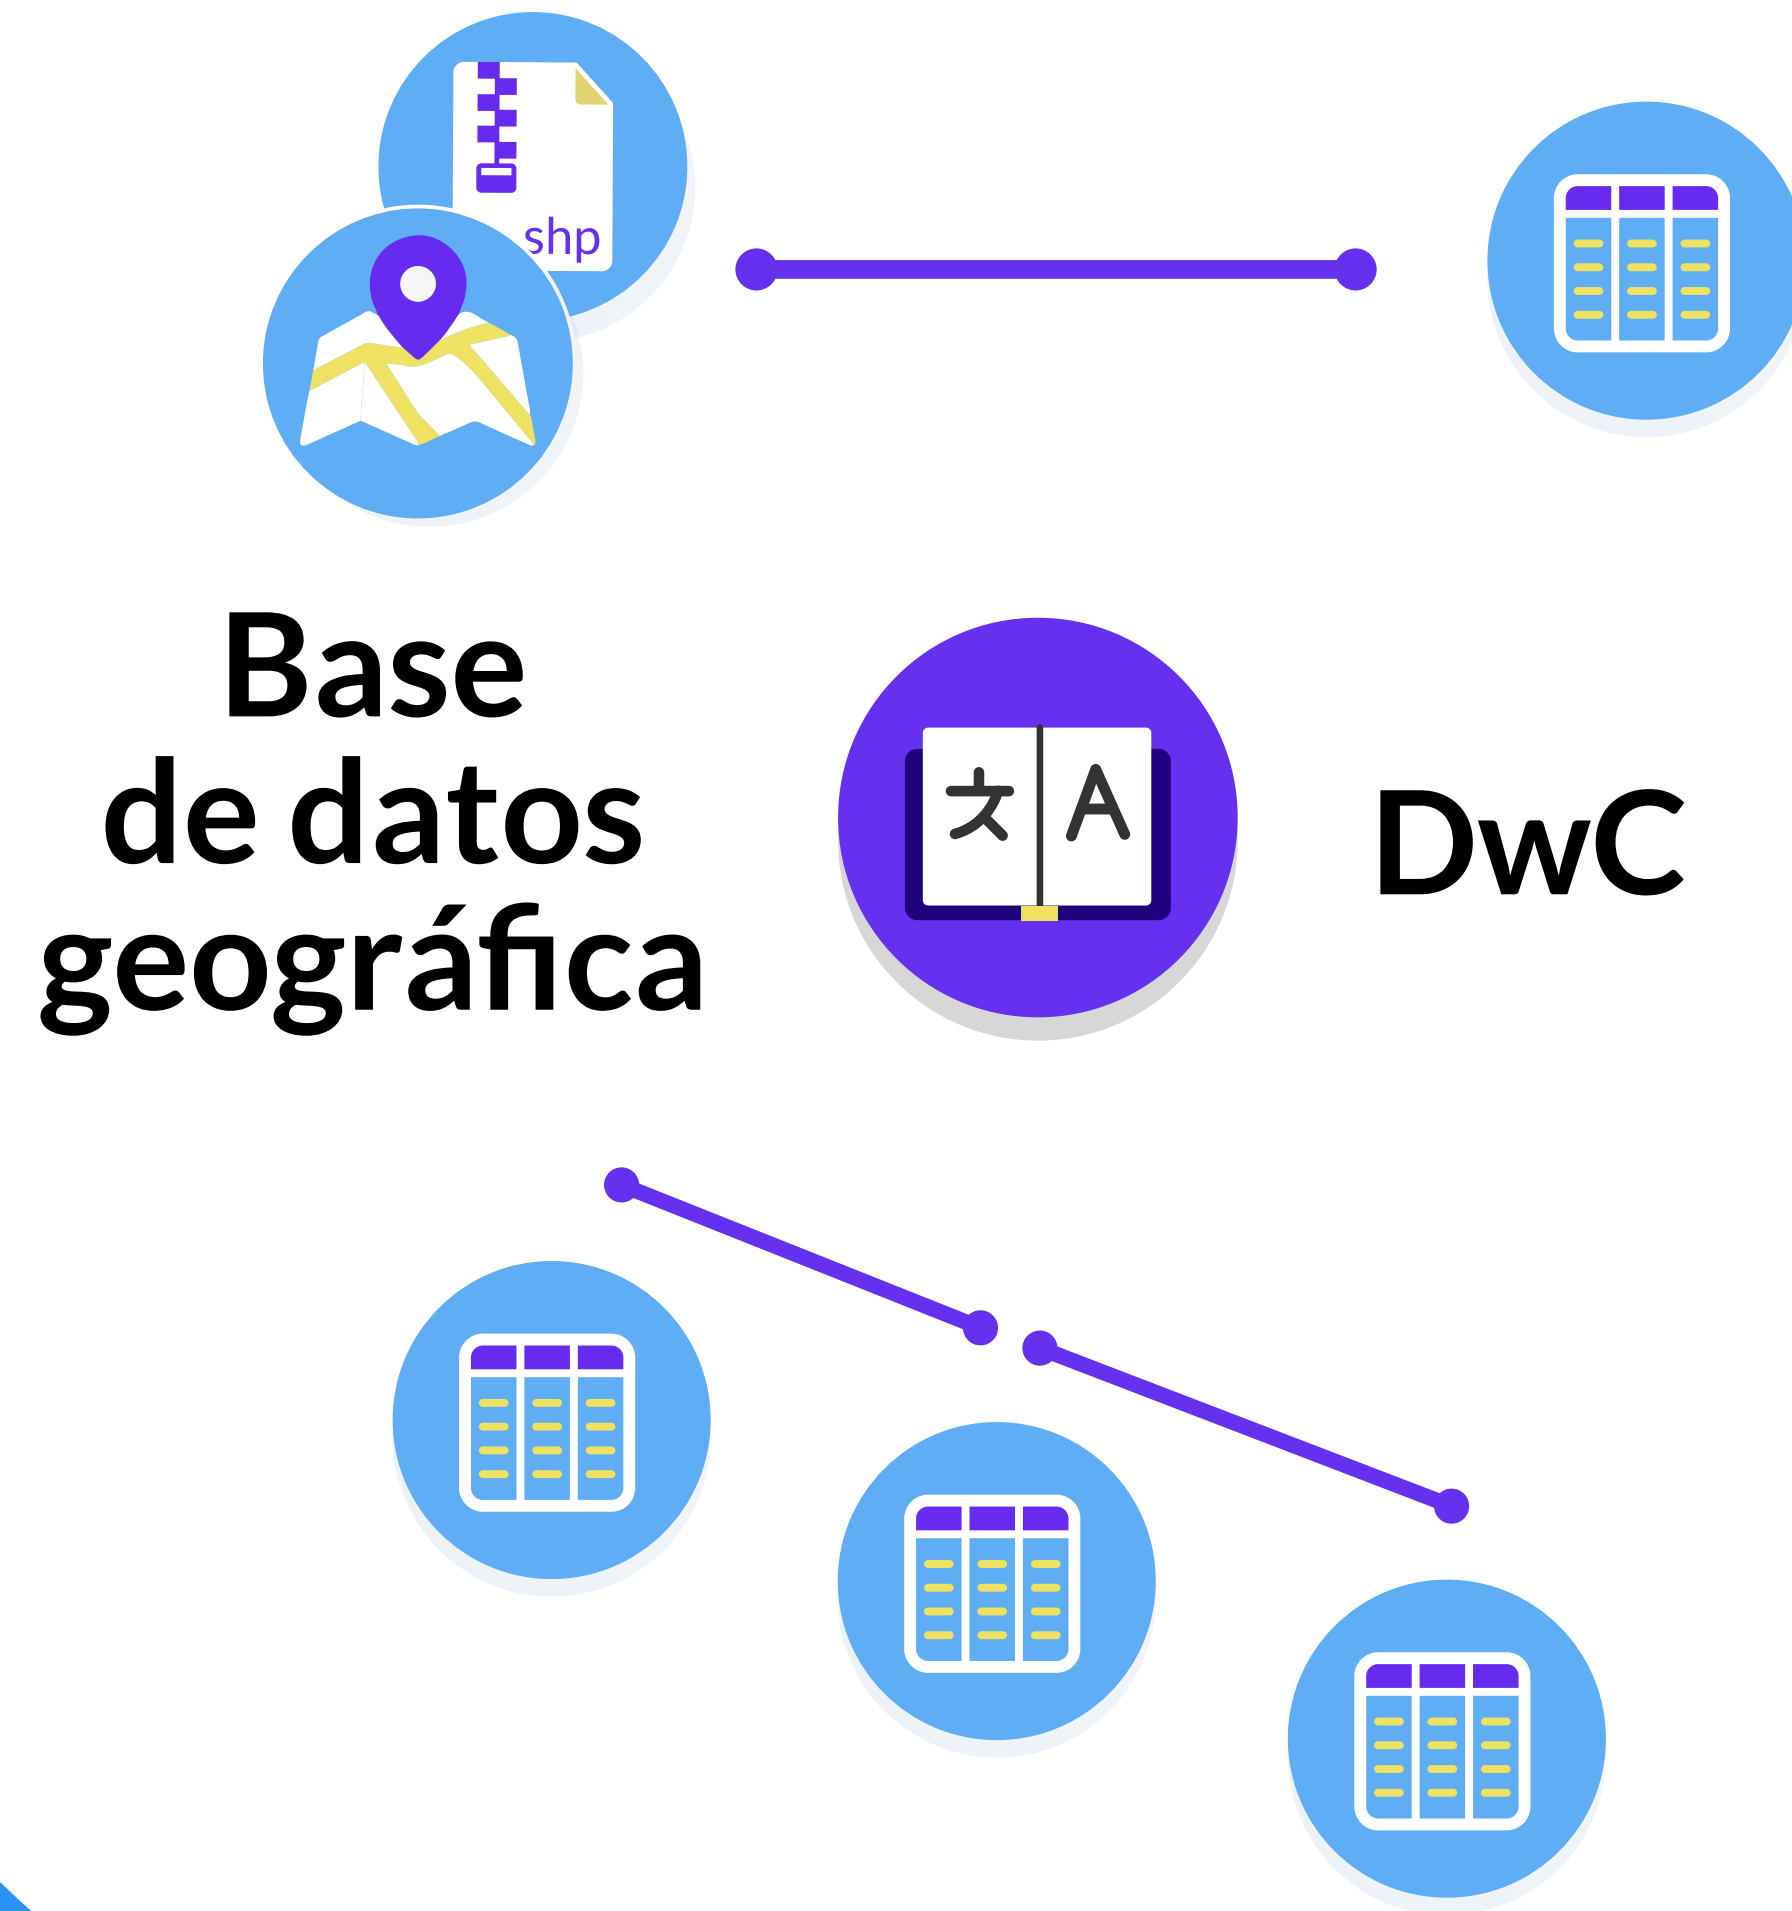 shp
Base
de datos
geográfica
文 A
DwC